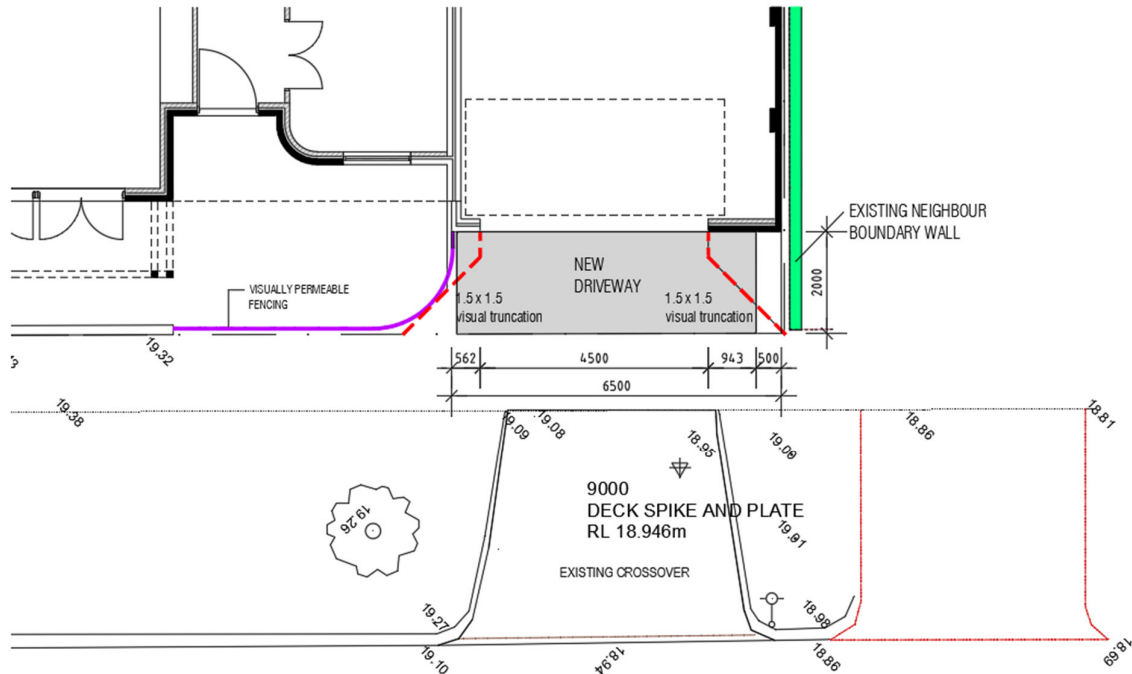 EXISTING NEIGHBOUR
BOUNDARY WALL
NEW
DRIVEWAY
2000
VISUALLY PERMEABLE
FENCING
1.5 x 1.5
visual truncation
1.5 x 1.5
visual truncation
19.32
562
4500
943
500
6500
19.38
19.09
19.08
18.95
19.00
18.86
18.81
9000
DECK SPIKE AND PLATE
RL 18.946m
19.26
19.01
EXISTING CROSSOVER
19.27
18.98
19.10
18.94
18.86
18.69